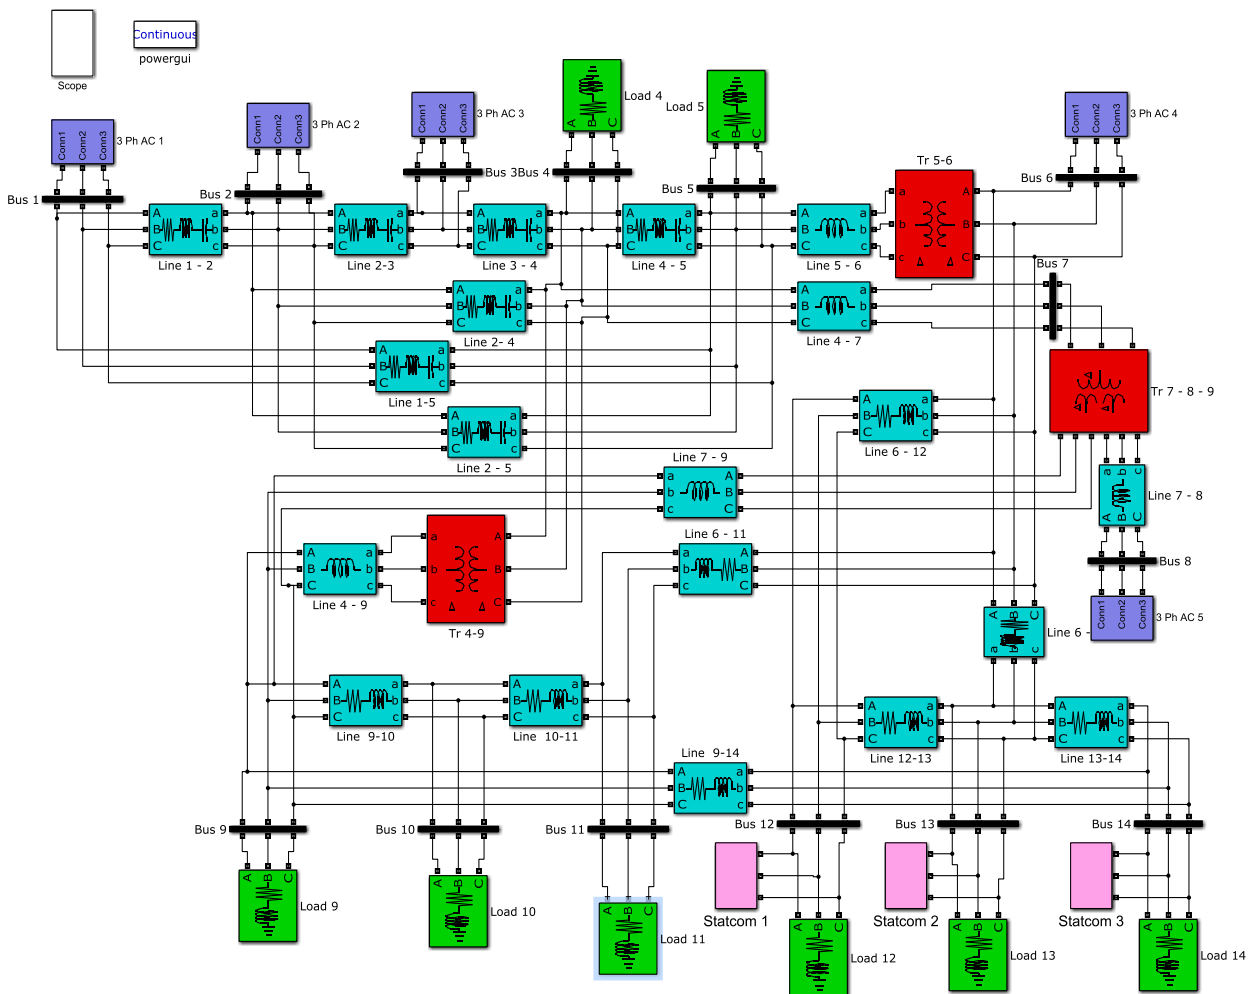 Continuous
powergui
Scope
Conn1 Conn2 Conn3
3 Ph AC 1
Conn1 Conn2 Conn3
3 Ph AC 2
Conn1 Conn2 Conn3
3 Ph AC 3
A B C
Load 4
A B C
Load 5
Conn1 Conn2 Conn3
3 Ph AC 4
Bus 1
Bus 2
Bus 3
Bus 4
Bus 5
Bus 6
Tr 5-6
a A
b B
c C
Δ Δ
A a
B b
C c
Line 1 - 2
A a
B b
C c
Line 2-3
A a
B b
C c
Line 3 - 4
A a
B b
C c
Line 4 - 5
A a
B b
C c
Line 5 - 6
Bus 7
A a
B b
C c
Line 2- 4
A a
B b
C c
Line 4 - 7
A a
B b
C c
Line 1-5
Δ
Δ Δ
Tr 7 - 8 - 9
A a
B b
C c
Line 2 - 5
A a
B b
C c
Line 6 - 12
a A
b B
c C
Line 7 - 9
a b c
A B C
Line 7 - 8
Line 6 - 11
a A
b B
c C
A a
B b
C c
Line 4 - 9
a A
b B
c C
Δ Δ
Tr 4-9
Bus 8
Conn1 Conn2 Conn3
3 Ph AC 5
A B C
a b c
Line 6 -
A a
B b
C c
Line 9-10
A a
B b
C c
Line 10-11
A a
B b
C c
Line 12-13
A a
B b
C c
Line 13-14
Line 9-14
A a
B b
C c
Bus 9
Bus 10
Bus 11
Bus 12
Bus 13
Bus 14
A B C
Load 9
A B C
Load 10
A B C
Load 11
Statcom 1
A B C
Load 12
Statcom 2
A B C
Load 13
Statcom 3
A B C
Load 14